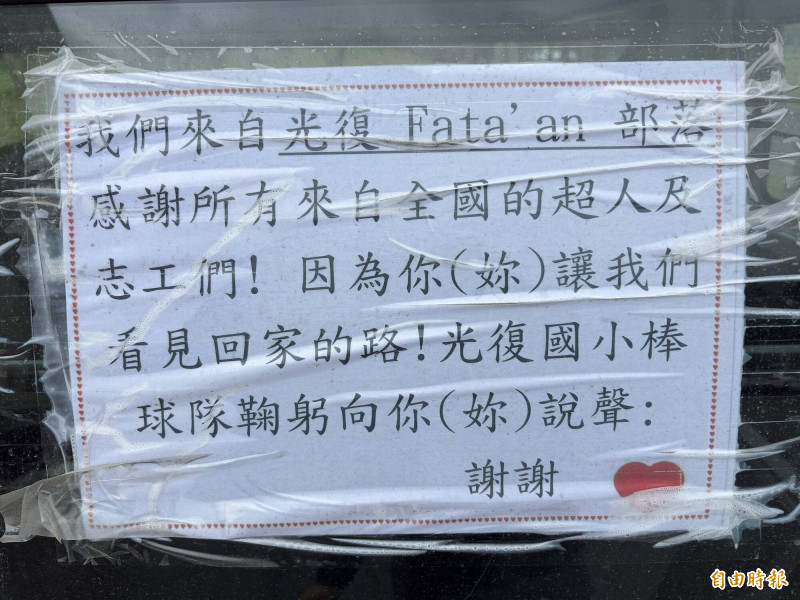 我們來自光復 Fata'an 部落
感謝所有來自全國的超人及
志工們！ 因為你(妳)讓我們
看見回家的路!光復國小棒
球隊鞠躬向你(妳)說聲:
謝謝
自由時報